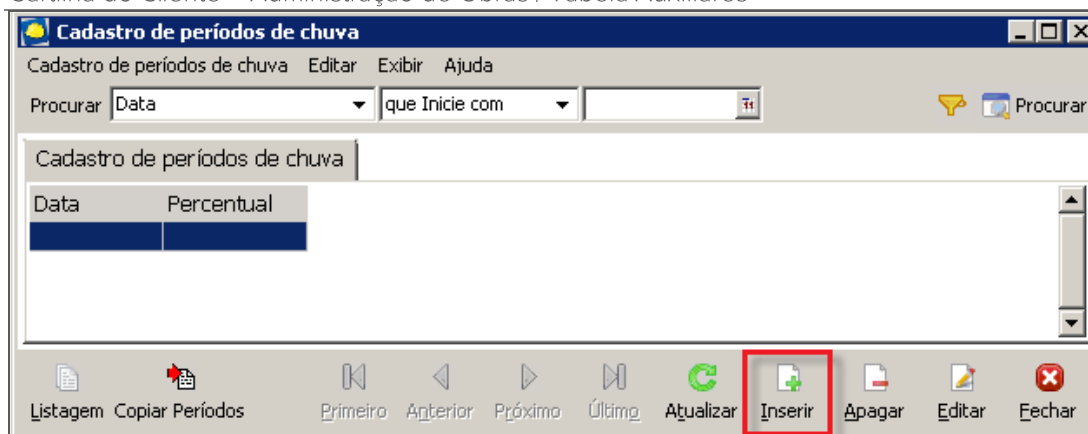 Cadastro de períodos de chuva
Cadastro de períodos de chuva Editar Exibir Ajuda
Procurar Data que Inicie com Procurar
Cadastro de períodos de chuva
Data Percentual
Listagem Copiar Períodos Primeiro Anterior Próximo Último Atualizar Inserir Apagar Editar Fechar